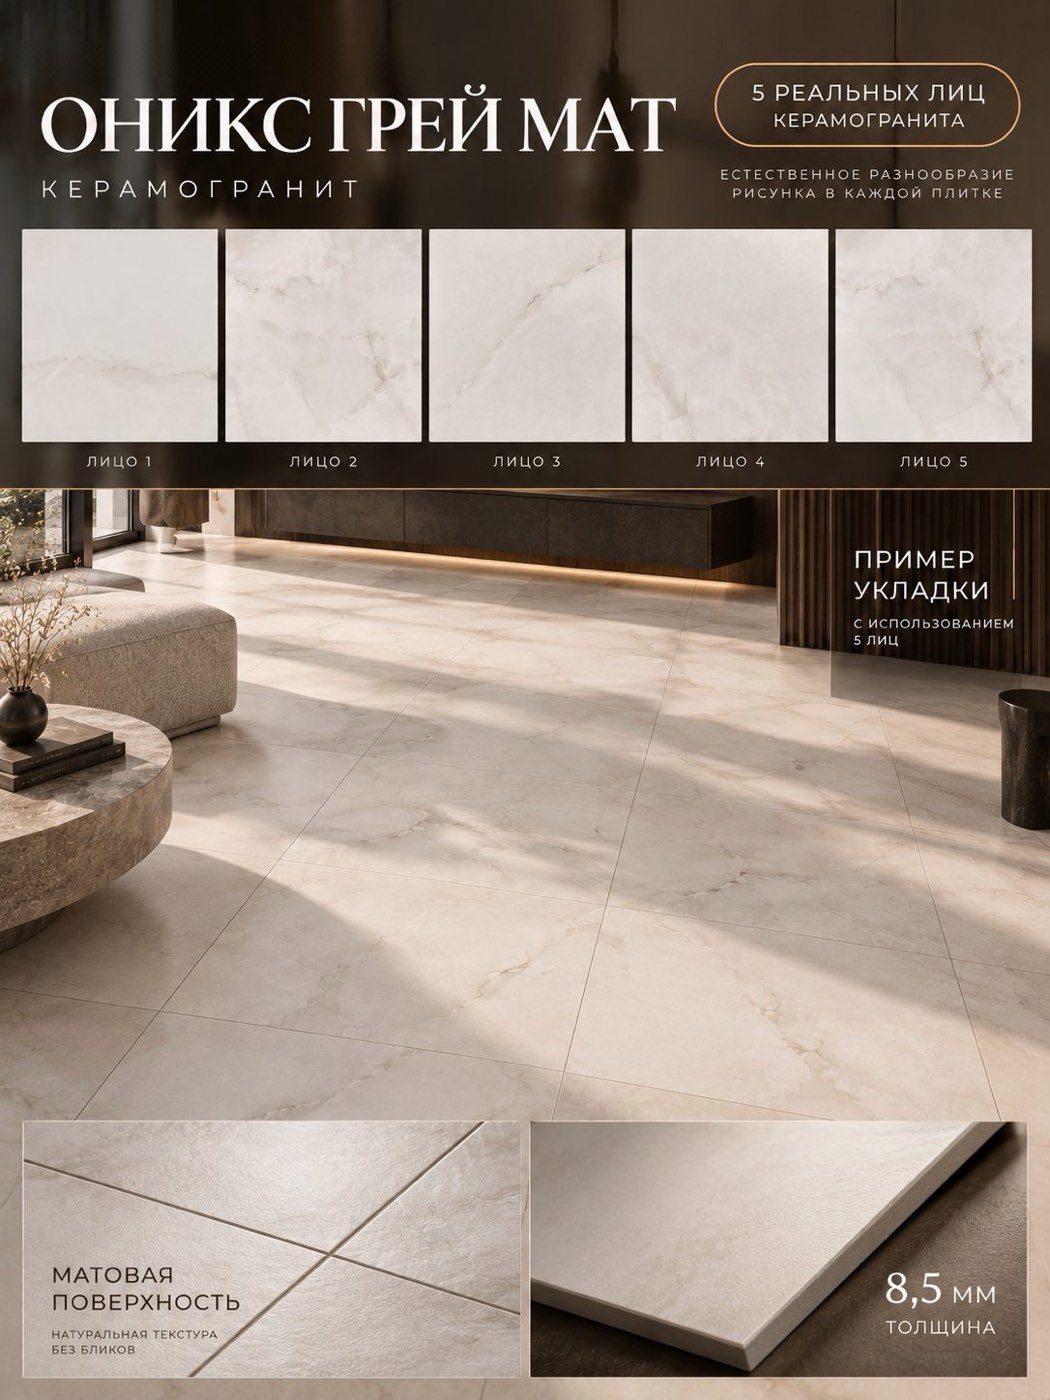 ОНИКС ГРЕЙ МАТ
КЕРАМОГРАНИТ
5 РЕАЛЬНЫХ ЛИЦ
КЕРАМОГРАНИТА
ЕСТЕСТВЕННОЕ РАЗНООБРАЗИЕ
РИСУНКА В КАЖДОЙ ПЛИТКЕ
ЛИЦО 1
ЛИЦО 2
ЛИЦО 3
ЛИЦО 4
ЛИЦО 5
ПРИМЕР
УКЛАДКИ
С ИСПОЛЬЗОВАНИЕМ
5 ЛИЦ
МАТОВАЯ
ПОВЕРХНОСТЬ
НАТУРАЛЬНАЯ ТЕКСТУРА
БЕЗ БЛИКОВ
8,5 ММ
ТОЛЩИНА